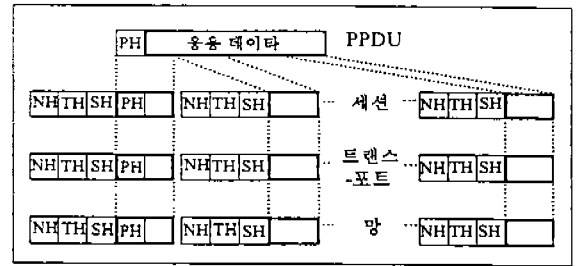 PH 응용 데이타 PPDU
NH TH SH PH NH TH SH ··· 세션 ··· NH TH SH
NH TH SH PH NH TH SH ··· 트랜스 ··· NH TH SH
-포트
NH TH SH PH NH TH SH ··· 망 ··· NH TH SH